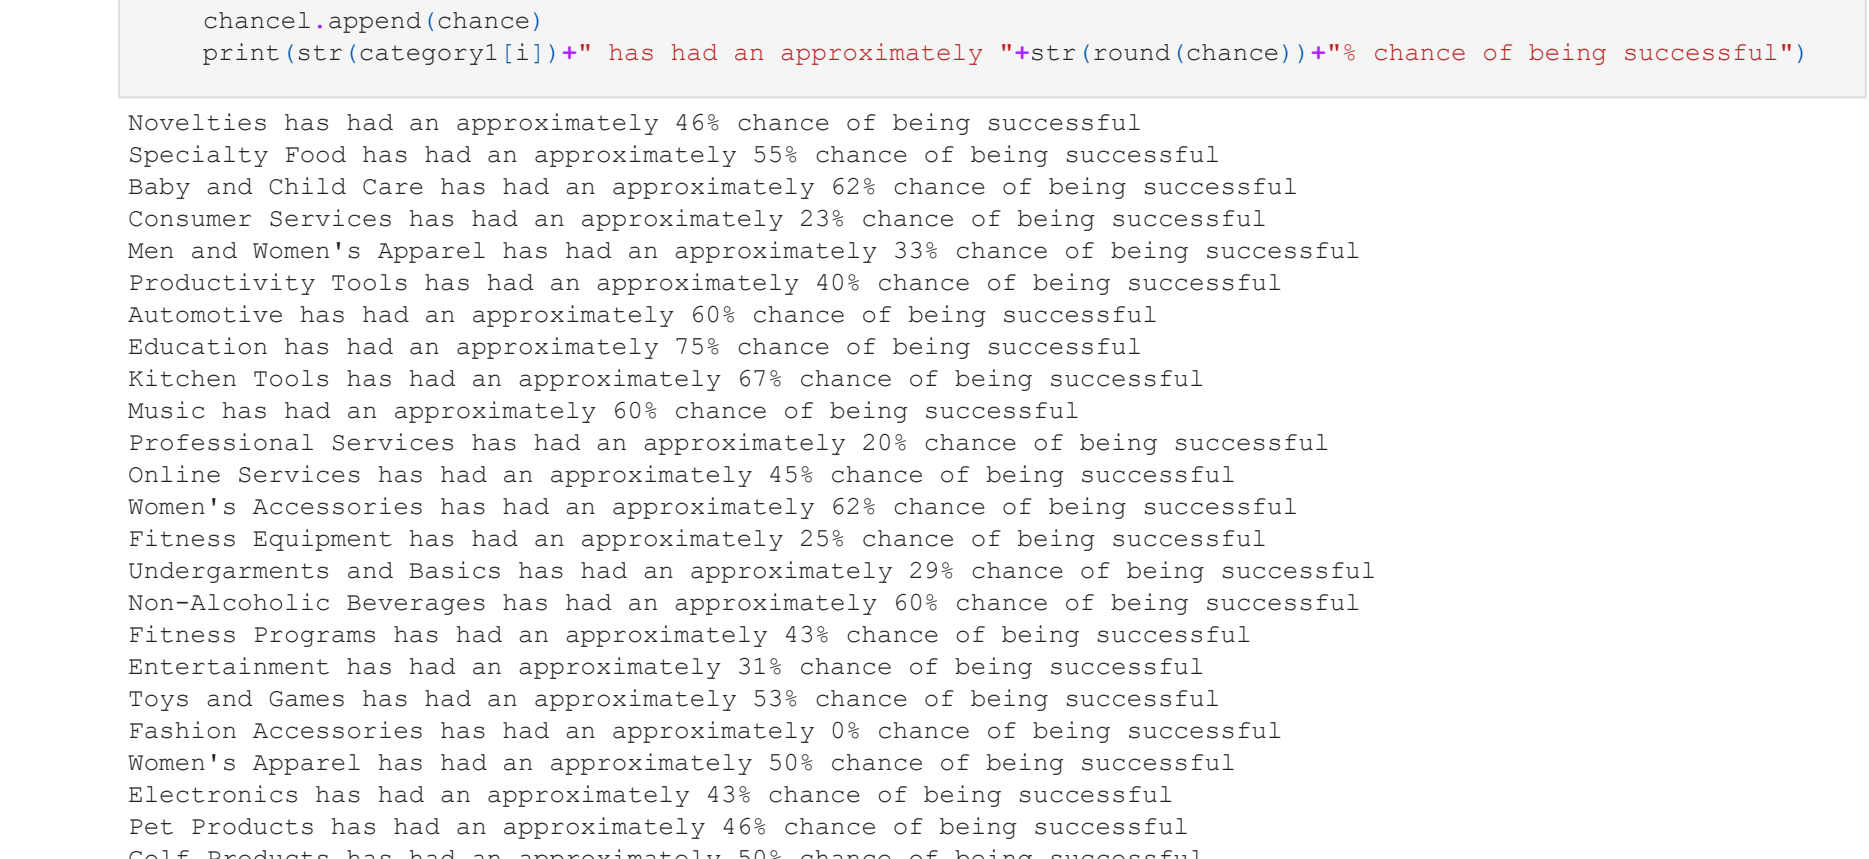 chancel.append(chance)
print(str(category1[i])+" has had an approximately "+str(round(chance))+"% chance of being successful")
Novelties has had an approximately 46% chance of being successful
Specialty Food has had an approximately 55% chance of being successful
Baby and Child Care has had an approximately 62% chance of being successful
Consumer Services has had an approximately 23% chance of being successful
Men and Women's Apparel has had an approximately 33% chance of being successful
Productivity Tools has had an approximately 40% chance of being successful
Automotive has had an approximately 60% chance of being successful
Education has had an approximately 75% chance of being successful
Kitchen Tools has had an approximately 67% chance of being successful
Music has had an approximately 60% chance of being successful
Professional Services has had an approximately 20% chance of being successful
Online Services has had an approximately 45% chance of being successful
Women's Accessories has had an approximately 62% chance of being successful
Fitness Equipment has had an approximately 25% chance of being successful
Undergarments and Basics has had an approximately 29% chance of being successful
Non-Alcoholic Beverages has had an approximately 60% chance of being successful
Fitness Programs has had an approximately 43% chance of being successful
Entertainment has had an approximately 31% chance of being successful
Toys and Games has had an approximately 53% chance of being successful
Fashion Accessories has had an approximately 0% chance of being successful
Women's Apparel has had an approximately 50% chance of being successful
Electronics has had an approximately 43% chance of being successful
Pet Products has had an approximately 46% chance of being successful
Golf Products has had an approximately 50% chance of being successful